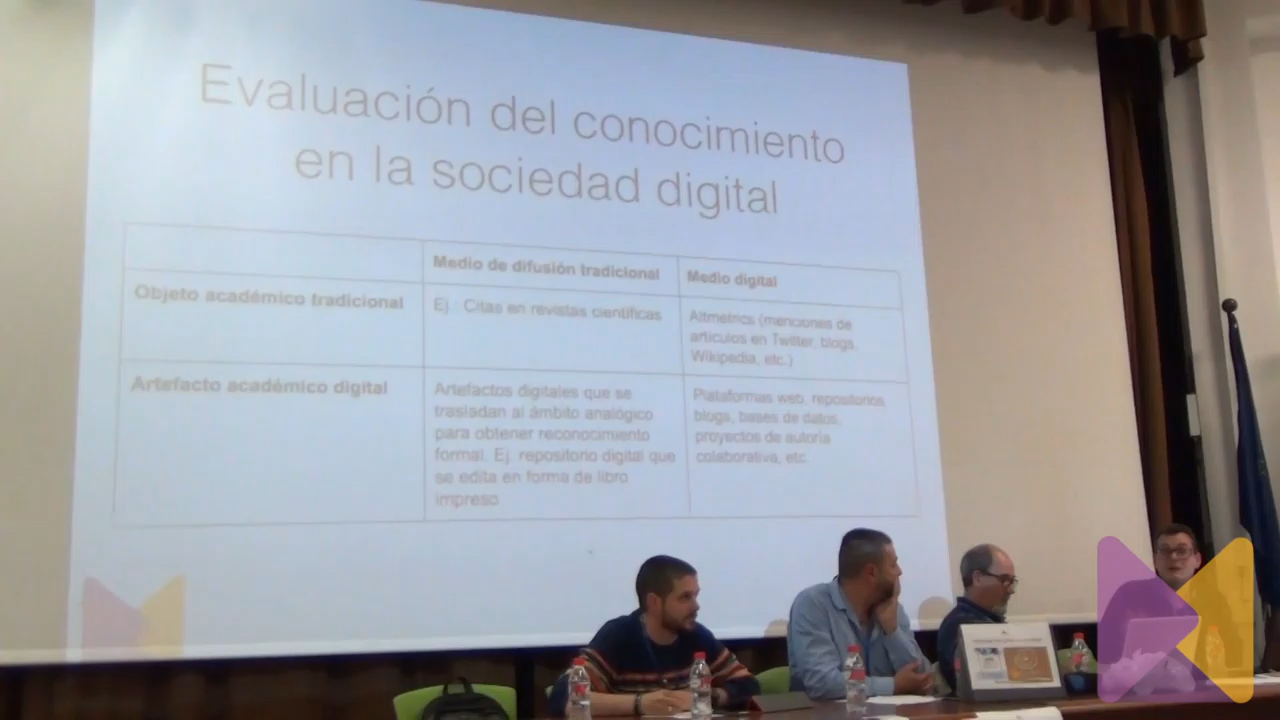 Evaluación del conocimiento
en la sociedad digital
Medio de difusión tradicional
Medio digital
Objeto académico tradicional
Ej.: Citas en revistas científicas
Altmetrics (menciones de
artículos en Twitter, blogs,
Wikipedia, etc.)
Artefacto académico digital
Artefactos digitales que se
trasladan al ámbito analógico
para obtener reconocimiento
formal. Ej. repositorio digital que
se edita en forma de libro
impreso
Plataformas web, repositorios,
blogs, bases de datos,
proyectos de autoría
colaborativa, etc.